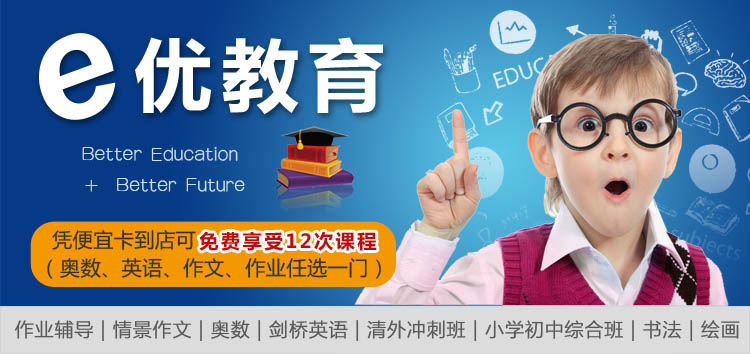 e优教育
Better Education
+ Better Future
凭便宜卡到店可免费享受12次课程
（奥数、英语、作文、作业任选一门）
EDUCA
subjects
作业辅导 | 情景作文 | 奥数 | 剑桥英语 | 清外冲刺班 | 小学初中综合班 | 书法 | 绘画